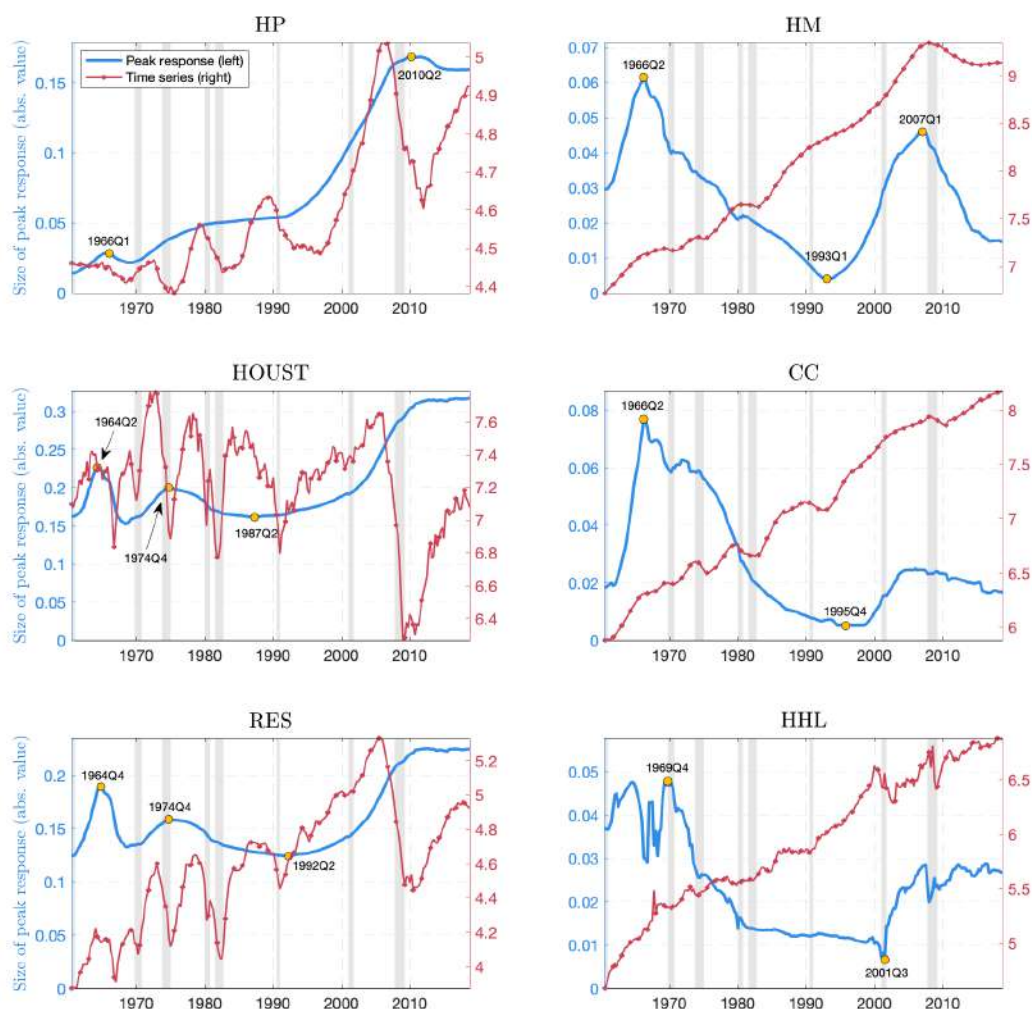 HP
Size of peak response (abs. value)
0.15
0.1
0.05
0
Peak response (left)
Time series (right)
1966Q1
2010Q2
5
4.9
4.8
4.7
4.6
4.5
4.4
1970 1980 1990 2000 2010
HM
0.07
0.06
0.05
0.04
0.03
0.02
0.01
0
1966Q2
2007Q1
1993Q1
9
8.5
8
7.5
7
1970 1980 1990 2000 2010
HOUST
Size of peak response (abs. value)
0.3
0.25
0.2
0.15
0.1
0.05
0
1964Q2
1974Q4
1987Q2
7.6
7.4
7.2
7
6.8
6.6
6.4
1970 1980 1990 2000 2010
CC
0.08
0.06
0.04
0.02
0
1966Q2
1995Q4
8
7.5
7
6.5
6
1970 1980 1990 2000 2010
RES
Size of peak response (abs. value)
0.2
0.15
0.1
0.05
0
1964Q4
1974Q4
1992Q2
5.2
5
4.8
4.6
4.4
4.2
4
1970 1980 1990 2000 2010
HHL
0.05
0.04
0.03
0.02
0.01
0
1969Q4
2001Q3
6.5
6
5.5
5
1970 1980 1990 2000 2010